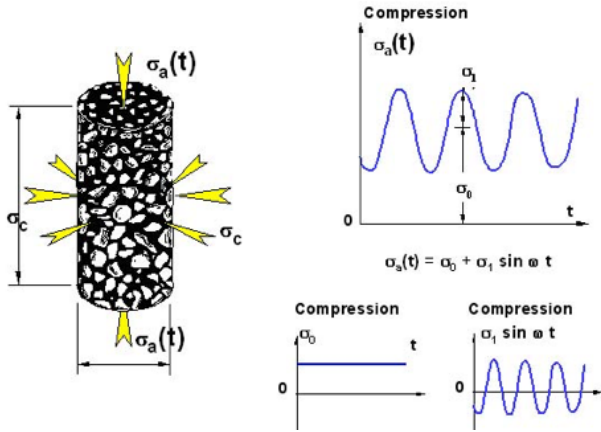 σa(t)
σc
σc
σa(t)
Compression
σa(t)
σ1
σ0
0
t
σa(t) = σ0 + σ1 sin ω t
Compression
σ0
t
0
Compression
σ1 sin ω t
0